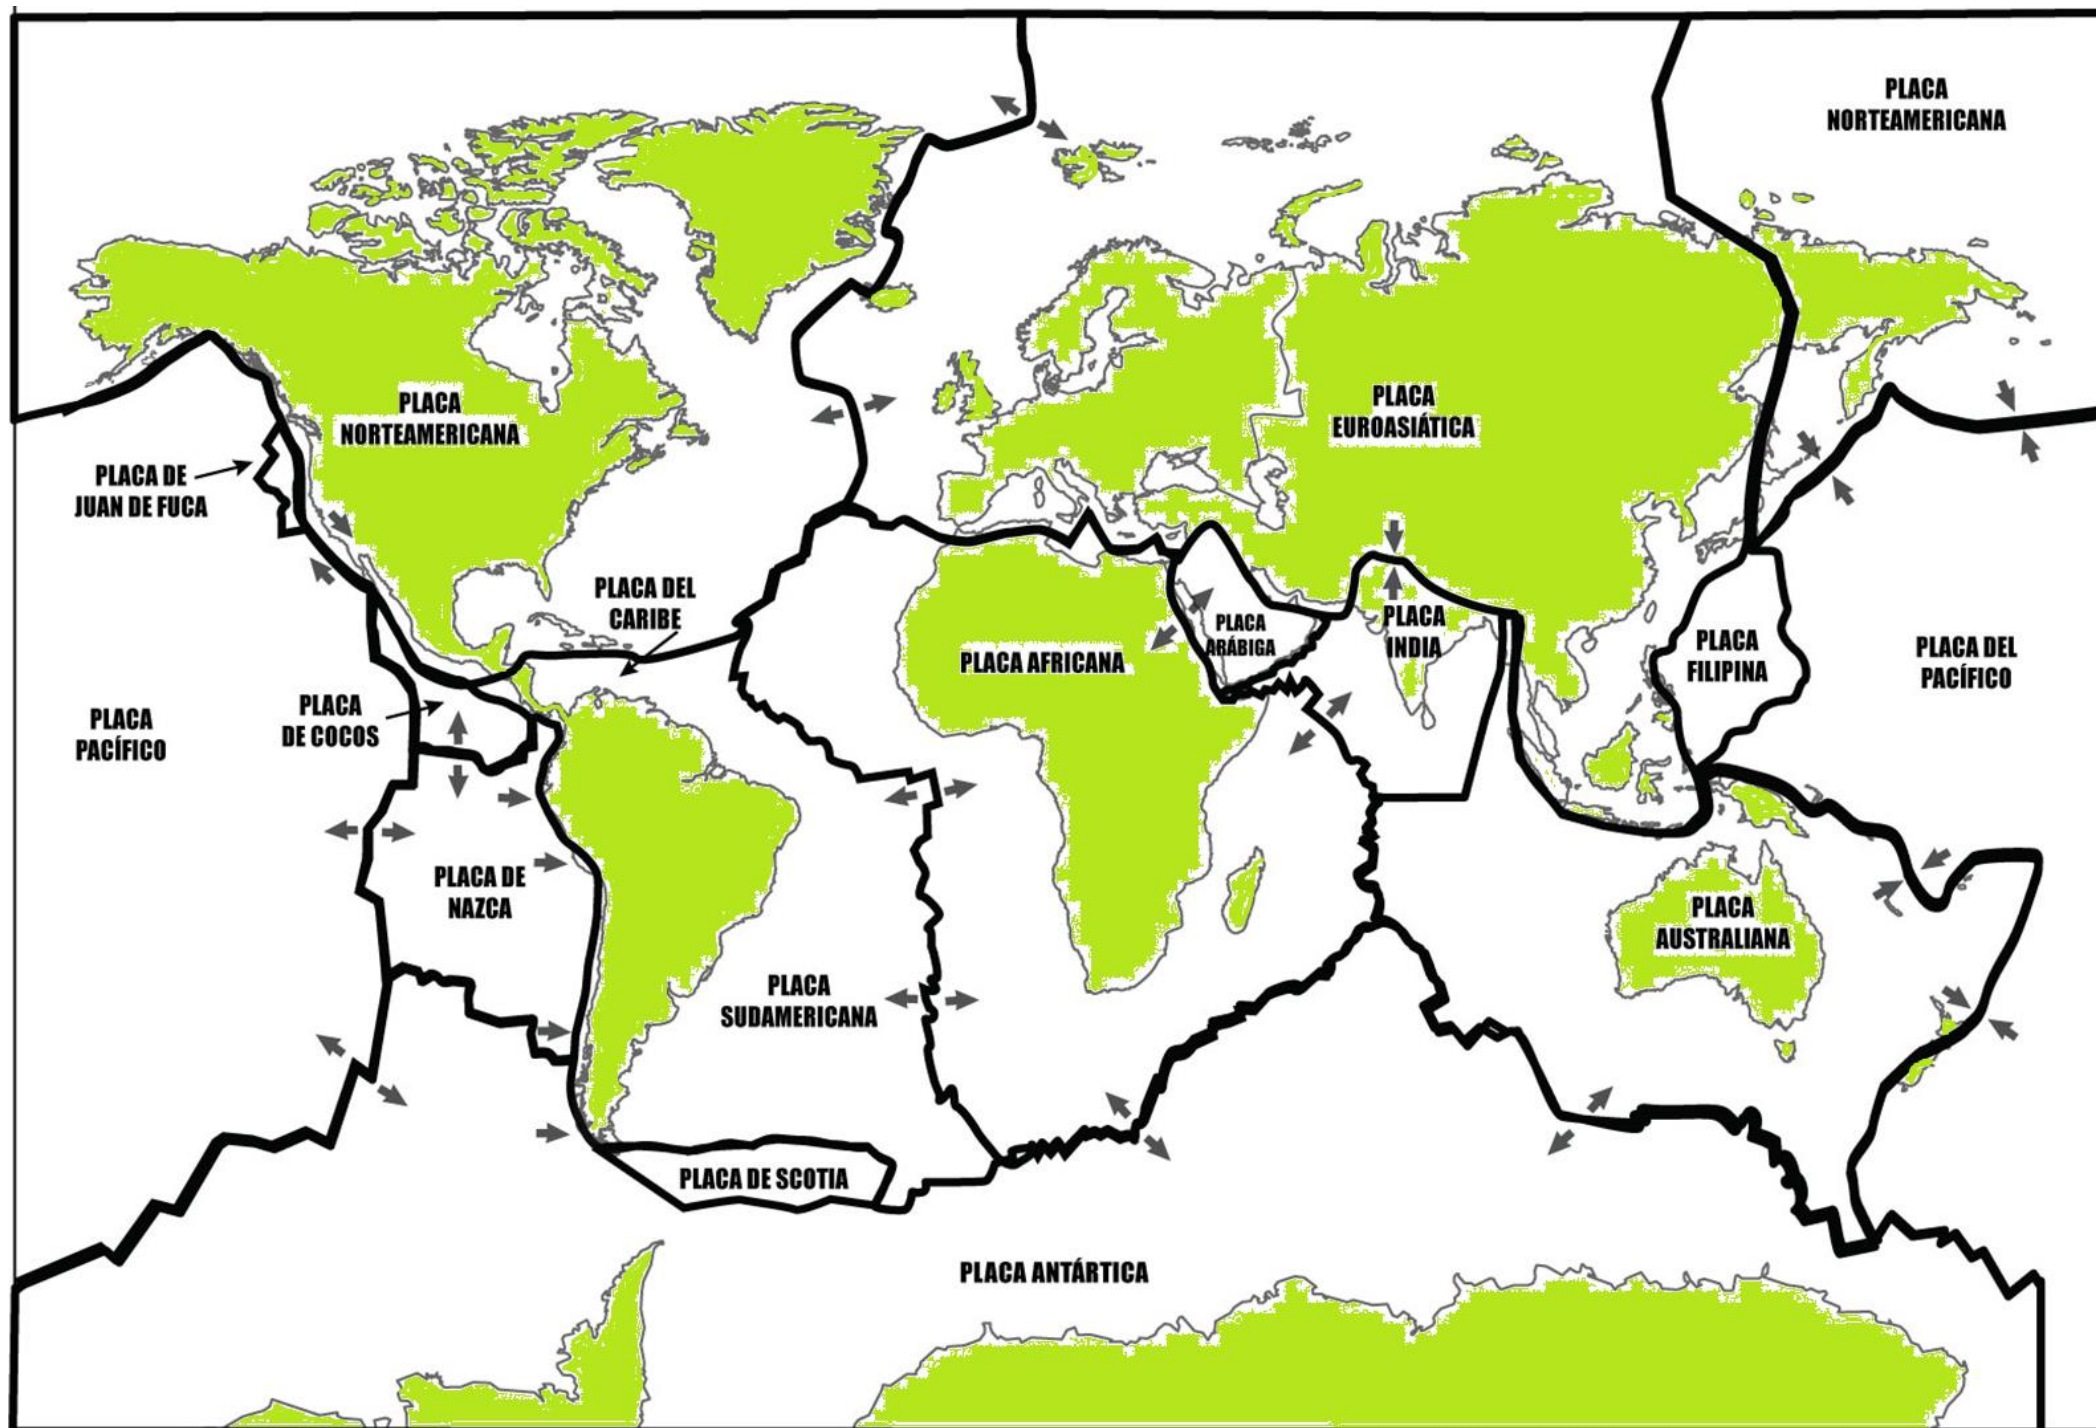 PLACA
NORTEAMERICANA
PLACA
NORTEAMERICANA
PLACA
EUROASIÁTICA
PLACA DE
JUAN DE FUCA
PLACA DEL
CARIBE
PLACA AFRICANA
PLACA
ARÁBIGA
PLACA
INDIA
PLACA
FILIPINA
PLACA DEL
PACÍFICO
PLACA
PACÍFICO
PLACA
DE COCOS
PLACA DE
NAZCA
PLACA
SUDAMERICANA
PLACA
AUSTRALIANA
PLACA DE SCOTIA
PLACA ANTÁRTICA